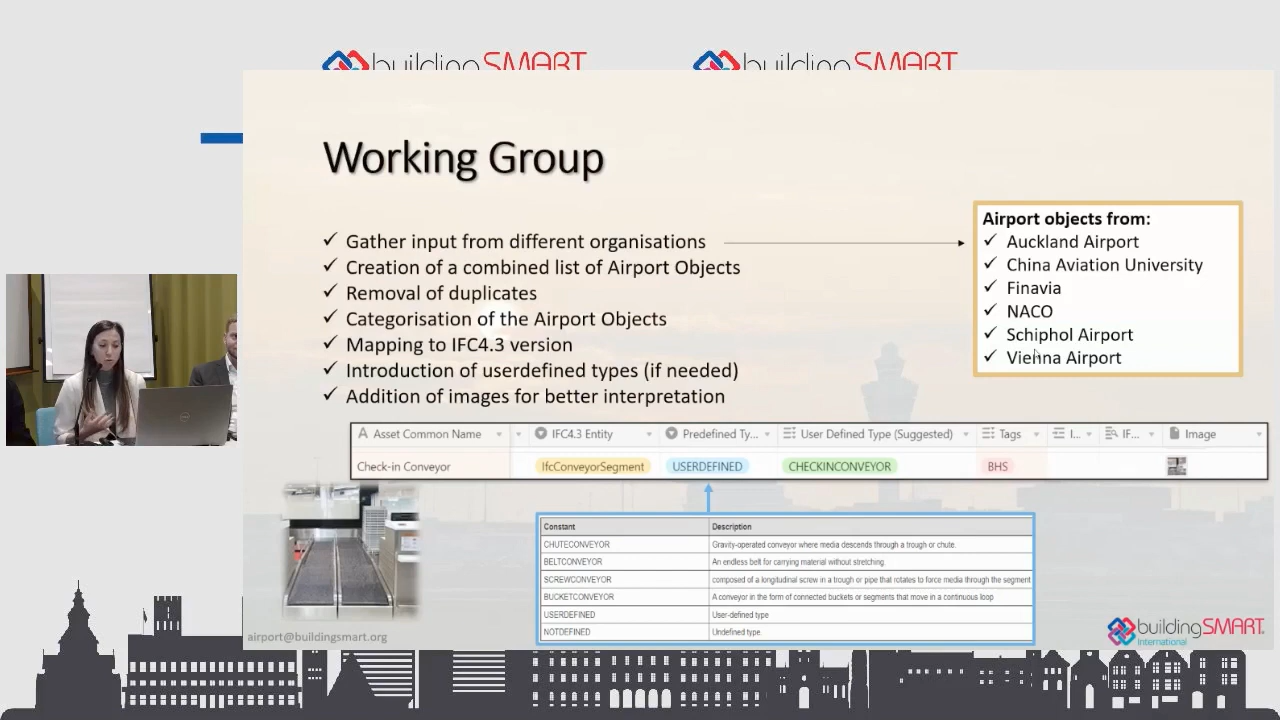 buildingSMART
buildingSMART
Working Group
✓ Gather input from different organisations
✓ Creation of a combined list of Airport Objects
✓ Removal of duplicates
✓ Categorisation of the Airport Objects
✓ Mapping to IFC4.3 version
✓ Introduction of userdefined types (if needed)
✓ Addition of images for better interpretation
Airport objects from:
✓ Auckland Airport
✓ China Aviation University
✓ Finavia
✓ NACO
✓ Schiphol Airport
✓ Vienna Airport
Asset Common Name IFC4.3 Entity Predefined Ty... User Defined Type (Suggested) Tags I... IF... Image
Check-in Conveyor IfcConveyorSegment USERDEFINED CHECKINCONVEYOR BHS
Constant Description
CHUTECONVEYOR Gravity-operated conveyor where media descends through a trough or chute.
BELTCONVEYOR An endless belt for carrying material without stretching.
SCREWCONVEYOR composed of a longitudinal screw in a trough or pipe that rotates to force media through the segment
BUCKETCONVEYOR A conveyor in the form of connected buckets or segments that move in a continuous loop
USERDEFINED User-defined type
NOTDEFINED Undefined type.
airport@buildingsmart.org
buildingSMART
International